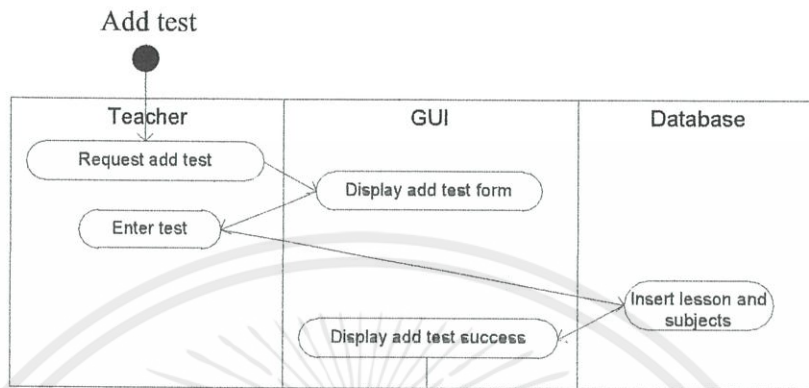 Add test
Teacher
GUI
Database
Request add test
Display add test form
Enter test
Insert lesson and
subjects
Display add test success